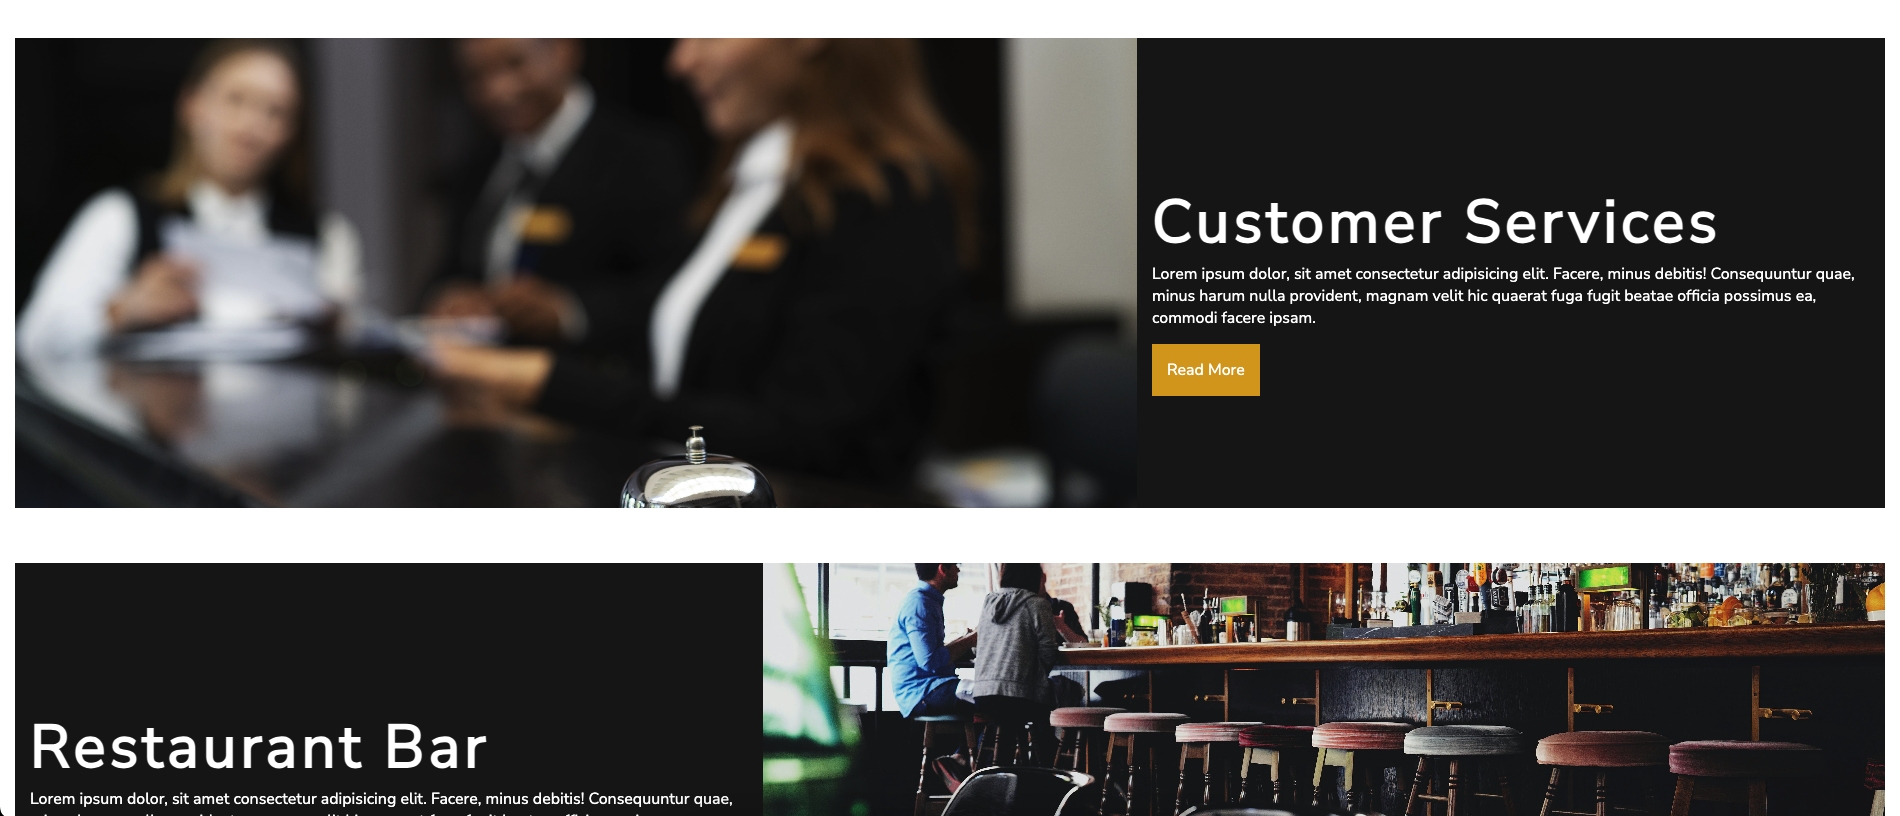 Customer Services
Lorem ipsum dolor, sit amet consectetur adipisicing elit. Facere, minus debitis! Consequuntur quae,
minus harum nulla provident, magnam velit hic quaerat fuga fugit beatae officia possimus ea,
commodi facere ipsam.
Read More
Restaurant Bar
Lorem ipsum dolor, sit amet consectetur adipisicing elit. Facere, minus debitis! Consequuntur quae,